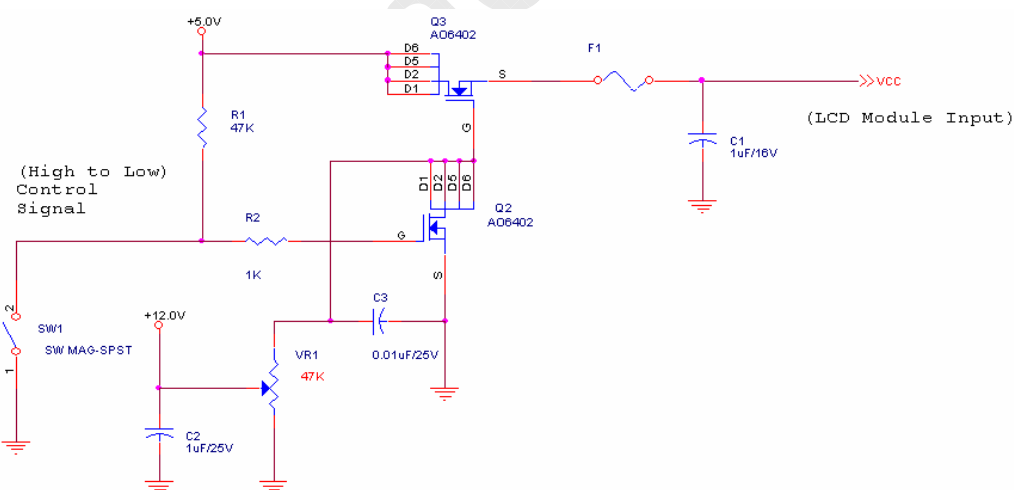 +5.0V
Q3
AO6402
D6
D5
D2
D1
S
G
F1
VCC
(LCD Module Input)
C1
1uF/16V
R1
47K
(High to Low)
Control
Signal
D1
D2
D5
D6
Q2
AO6402
R2
G
1K
S
2
SW1
SW MAG-SPST
1
+12.0V
C3
0.01uF/25V
VR1
47K
C2
1uF/25V